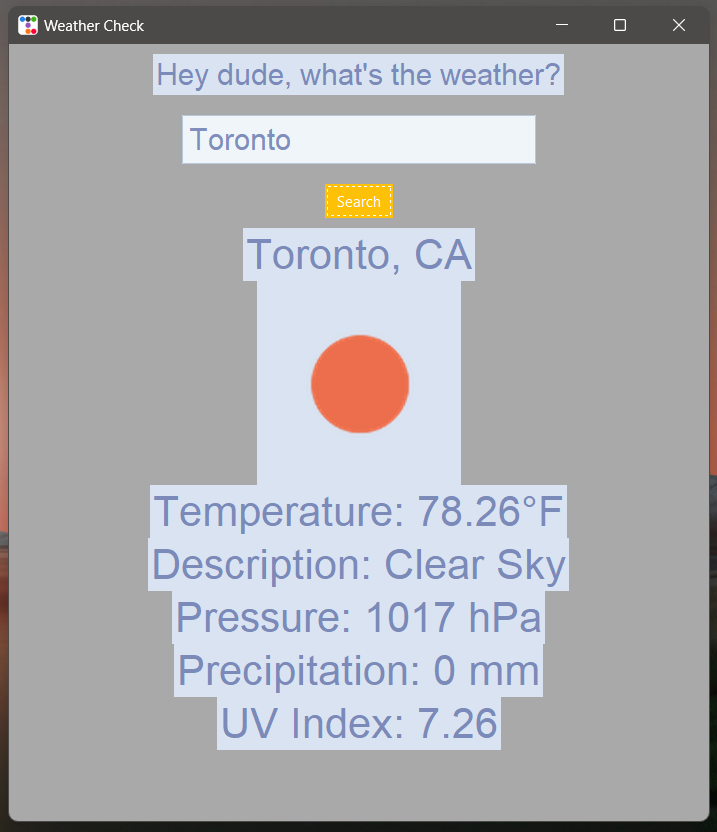 Weather Check
Hey dude, what's the weather?
Toronto
Search
Toronto, CA
Temperature: 78.26°F
Description: Clear Sky
Pressure: 1017 hPa
Precipitation: 0 mm
UV Index: 7.26